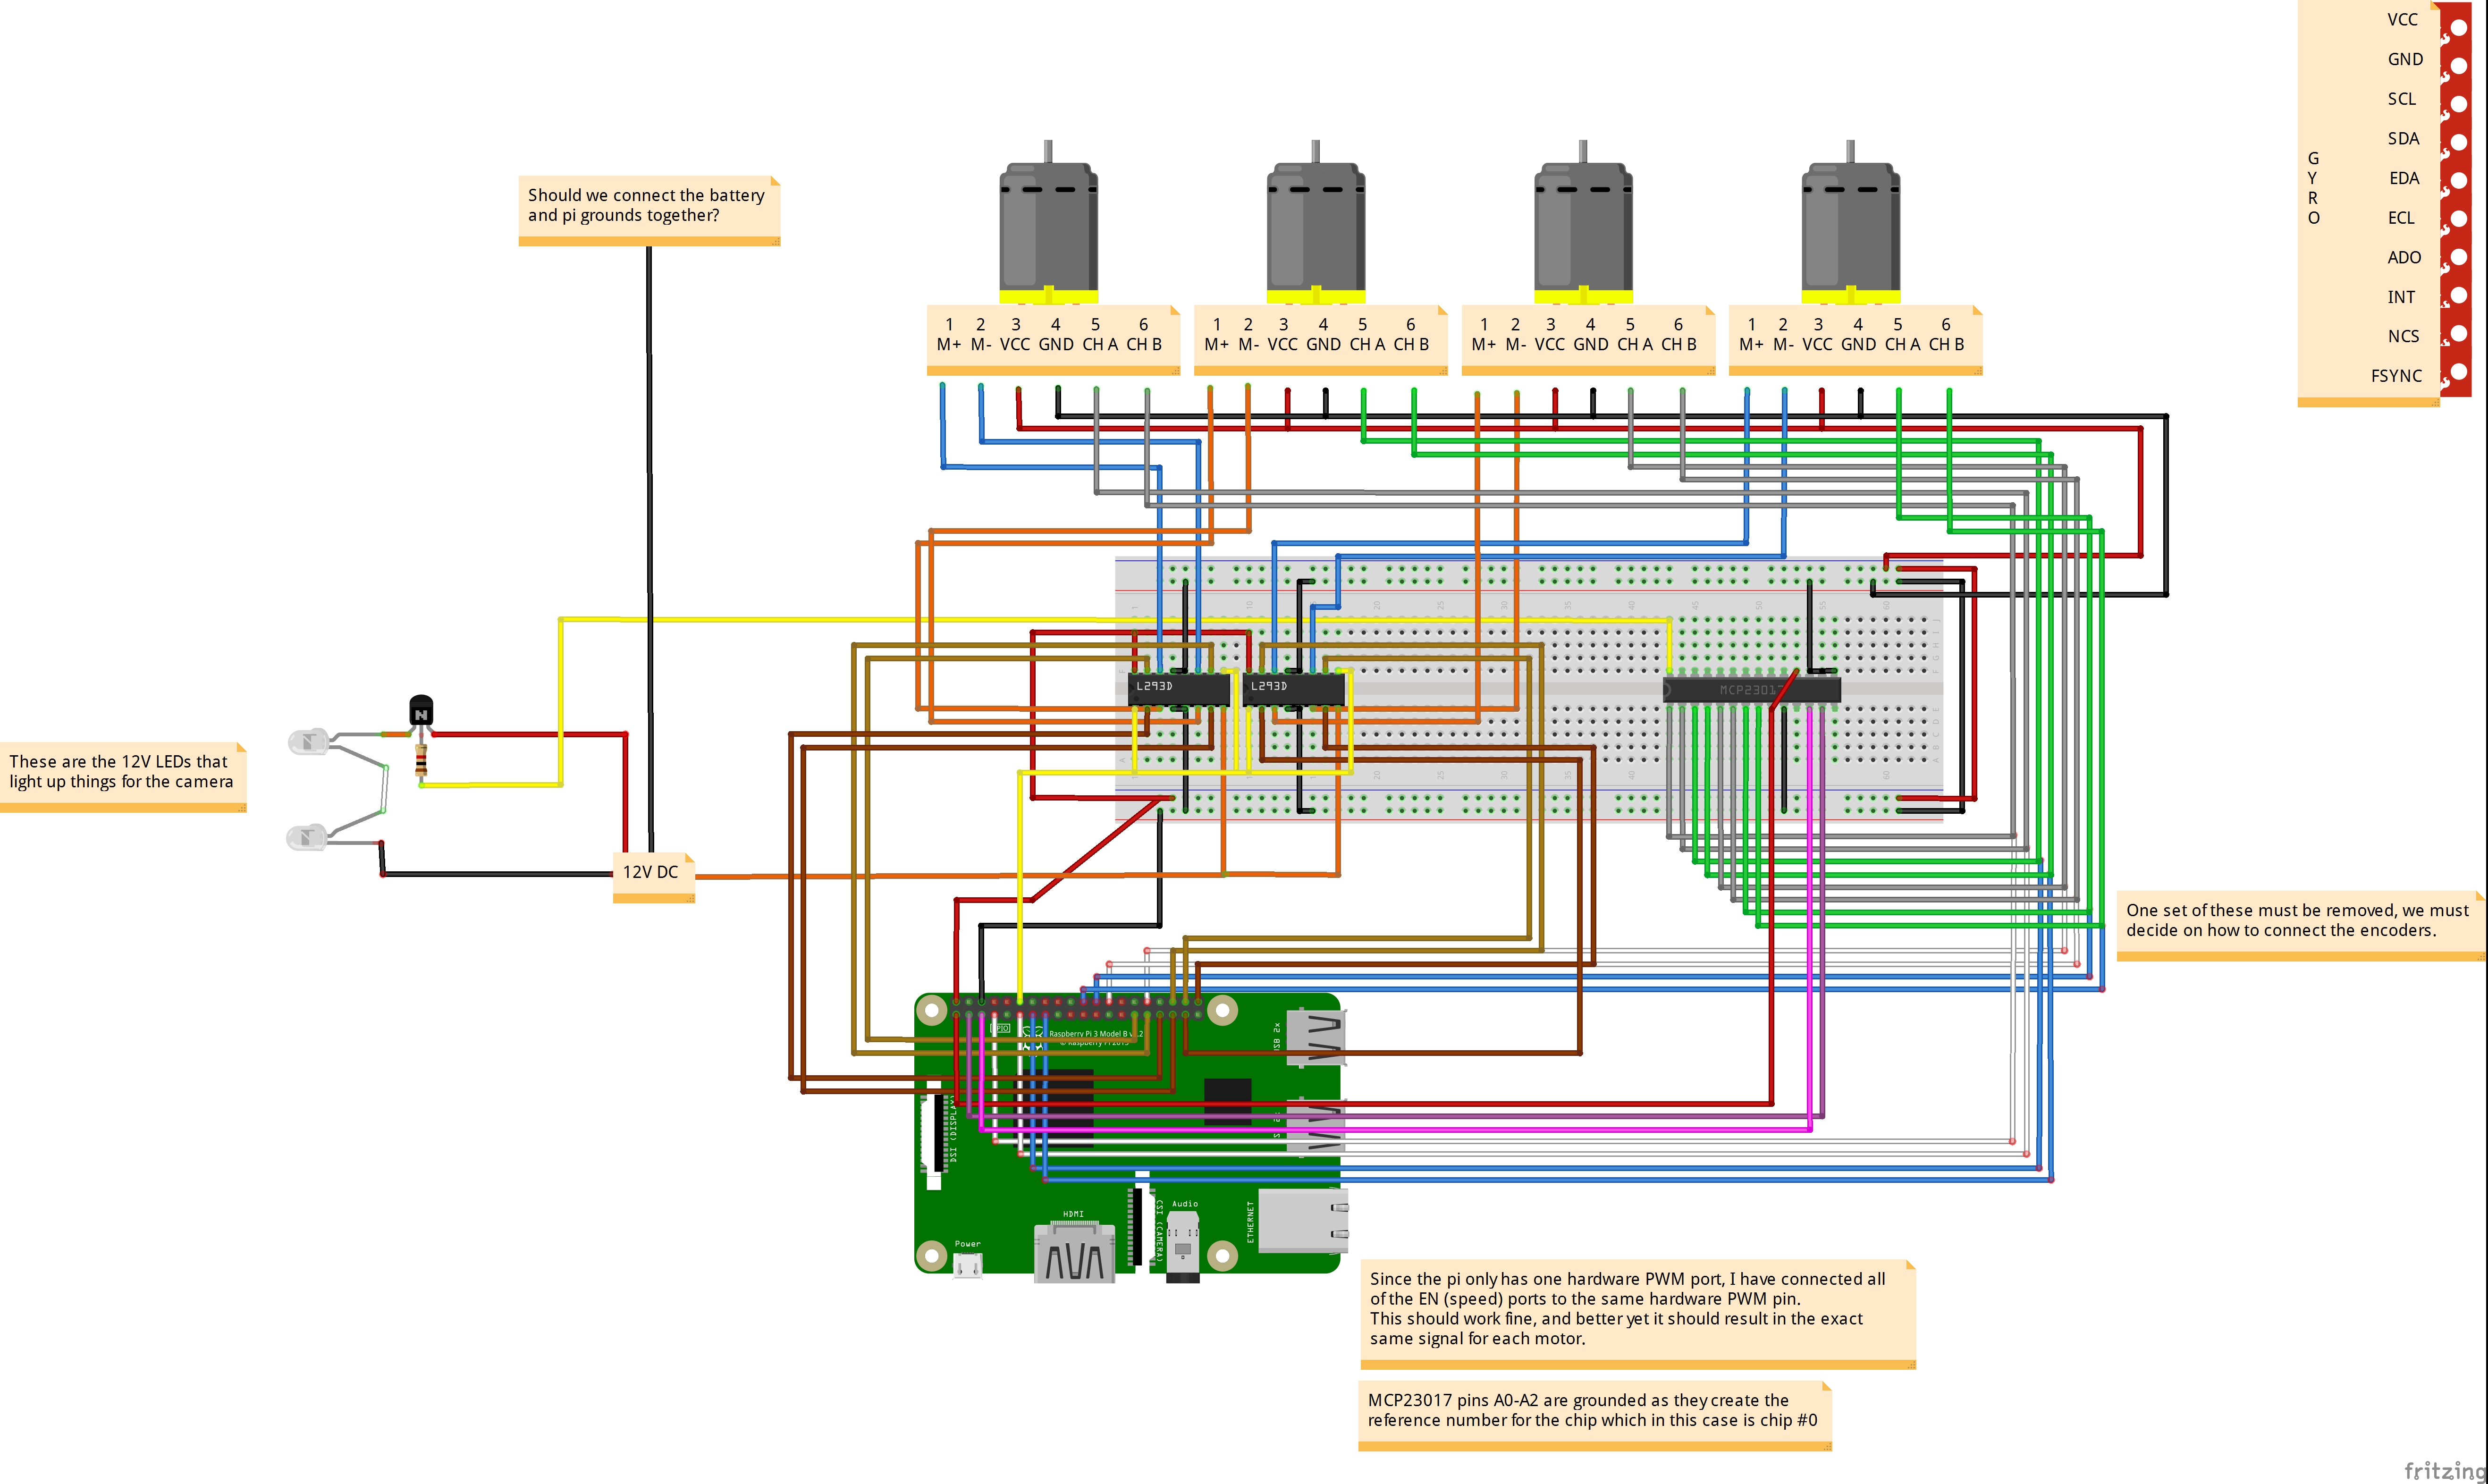 VCC
GND
SCL
SDA
EDA
ECL
ADO
INT
NCS
FSYNC
G
Y
R
O
Should we connect the battery
and pi grounds together?
1 2 3 4 5 6
M+ M- VCC GND CH A CH B
1 2 3 4 5 6
M+ M- VCC GND CH A CH B
1 2 3 4 5 6
M+ M- VCC GND CH A CH B
1 2 3 4 5 6
M+ M- VCC GND CH A CH B
L293D
L293D
MCP23017
These are the 12V LEDs that
light up things for the camera
12V DC
One set of these must be removed, we must
decide on how to connect the encoders.
GPIO
Raspberry Pi 3 Model B v1.2
© Raspberry Pi 2015
DSI (DISPLAY)
CSI (CAMERA)
HDMI
Audio
Power
ETHERNET
Since the pi only has one hardware PWM port, I have connected all
of the EN (speed) ports to the same hardware PWM pin.
This should work fine, and better yet it should result in the exact
same signal for each motor.
MCP23017 pins A0-A2 are grounded as they create the
reference number for the chip which in this case is chip #0
fritzing